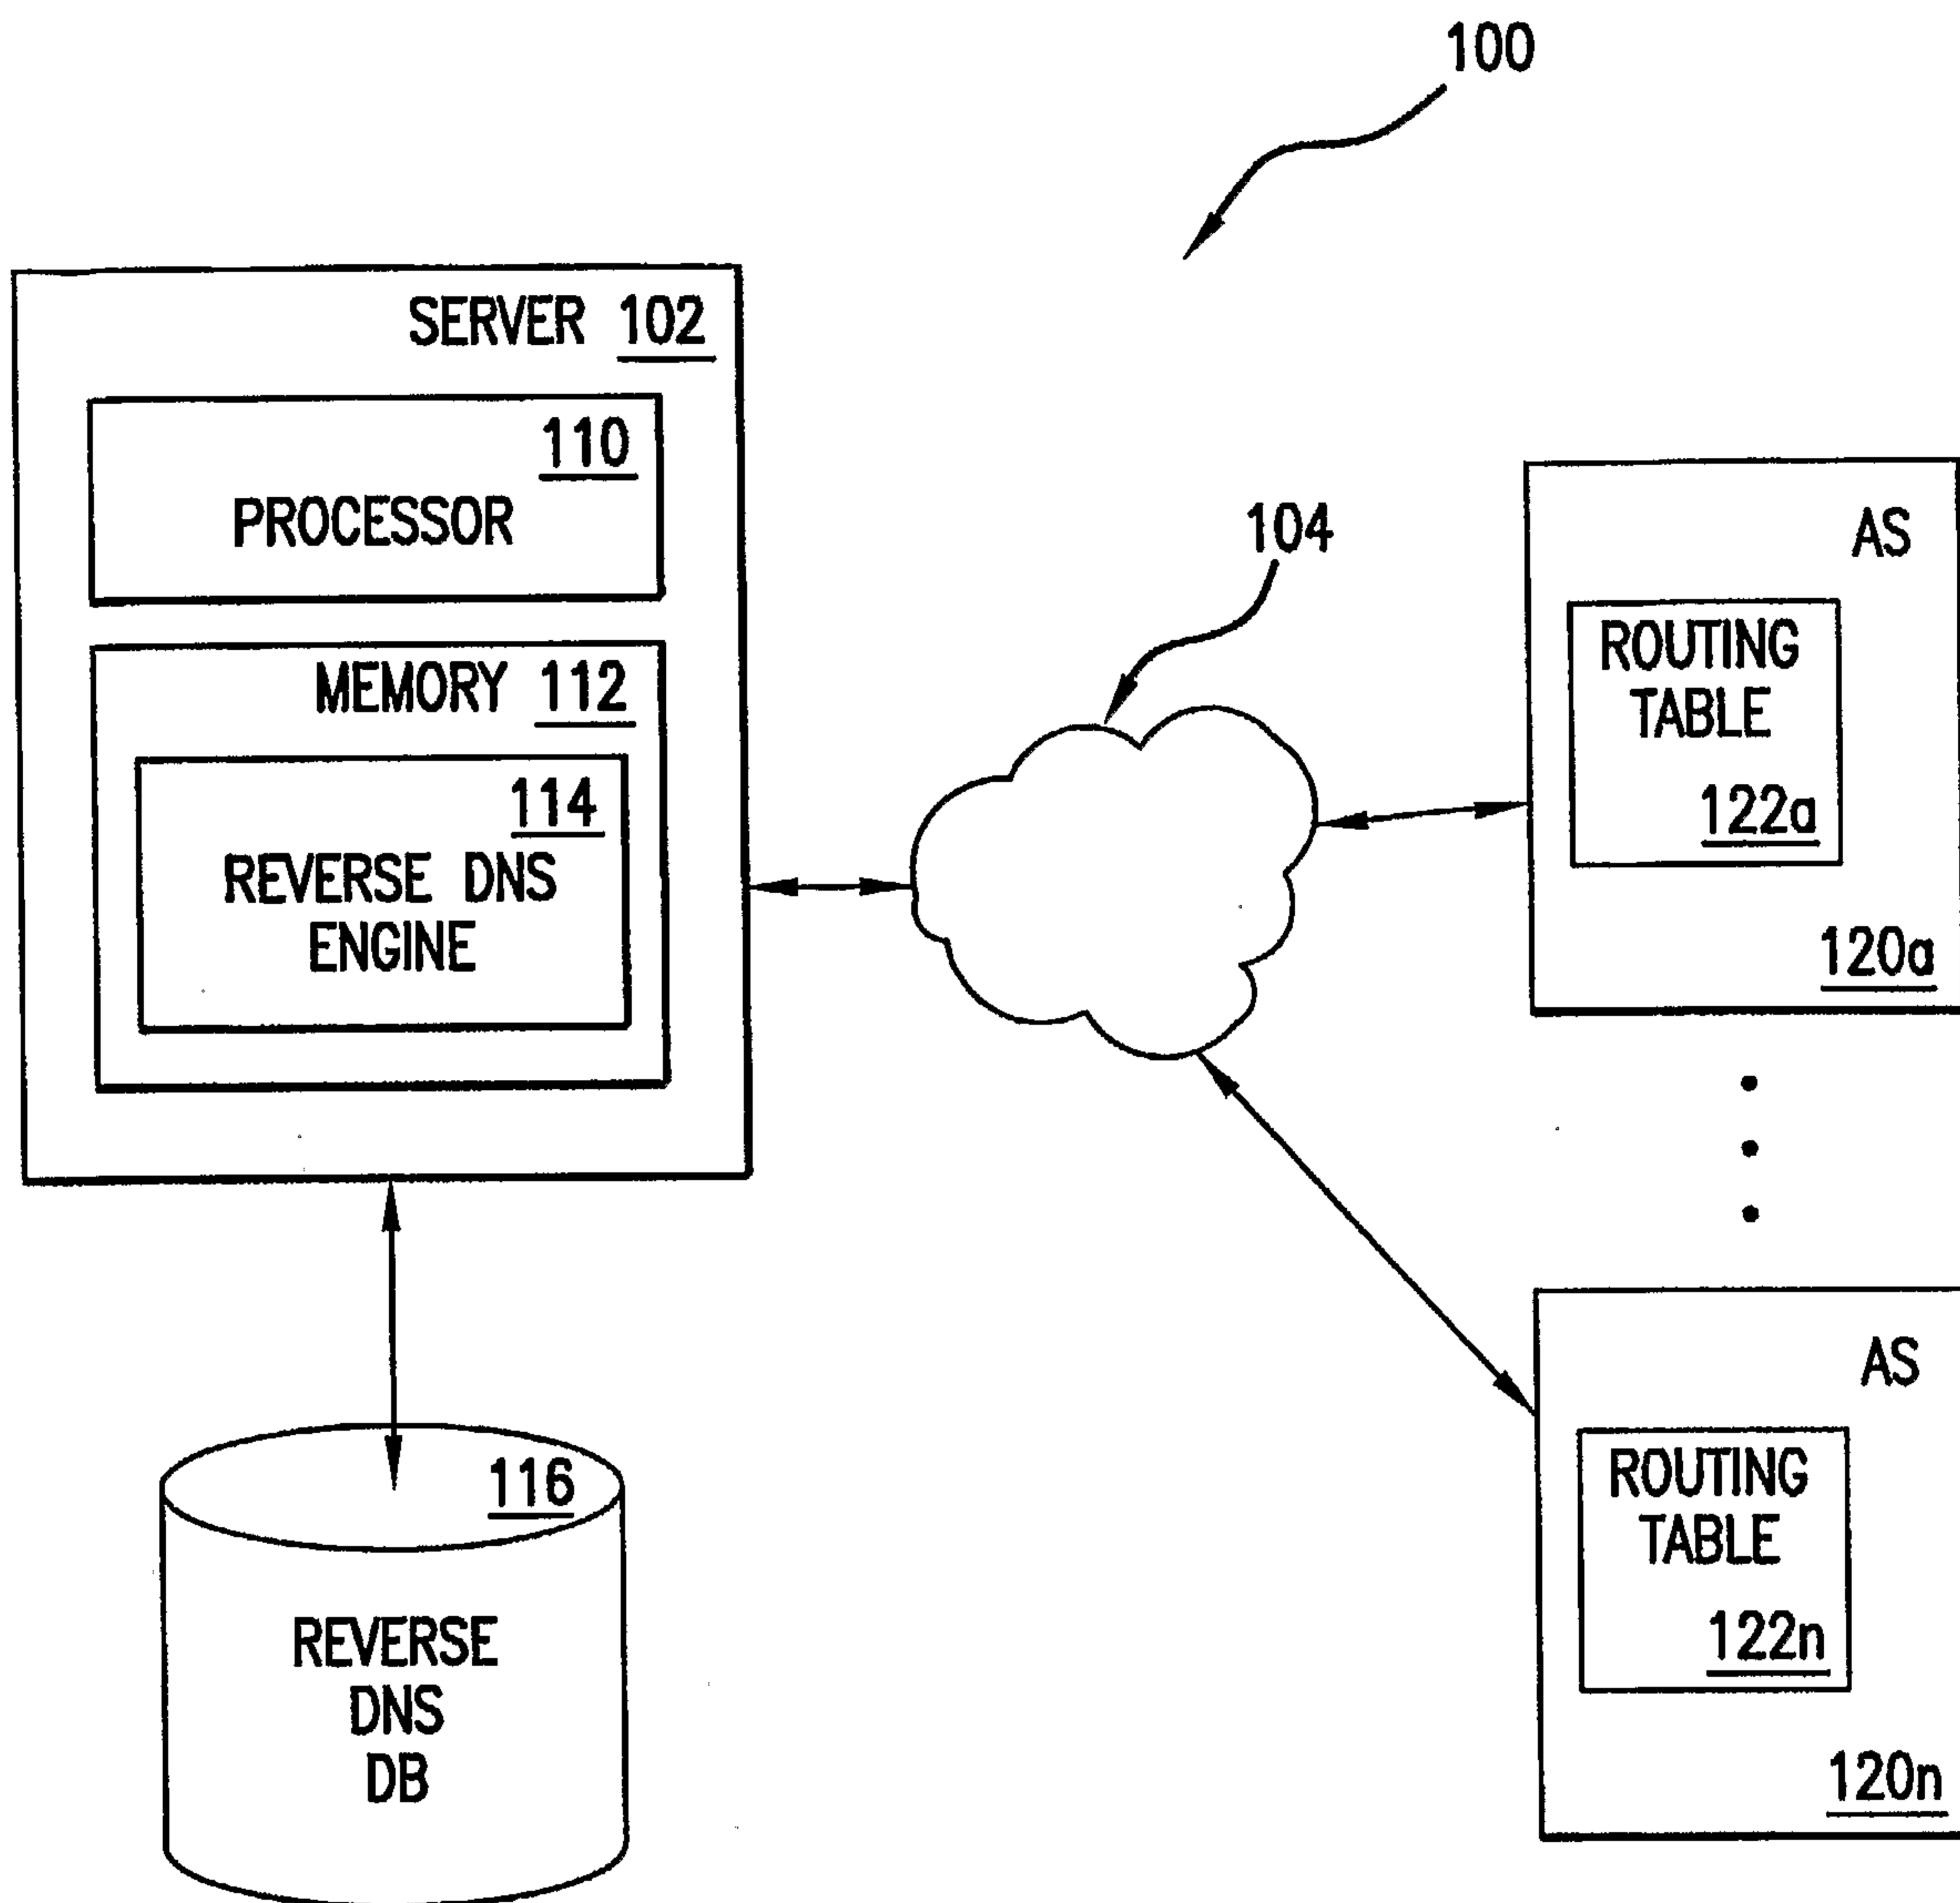 100
SERVER 102
110
PROCESSOR
MEMORY 112
114
REVERSE DNS
ENGINE
104
AS
ROUTING
TABLE
122a
120a
AS
ROUTING
TABLE
122n
120n
116
REVERSE
DNS
DB